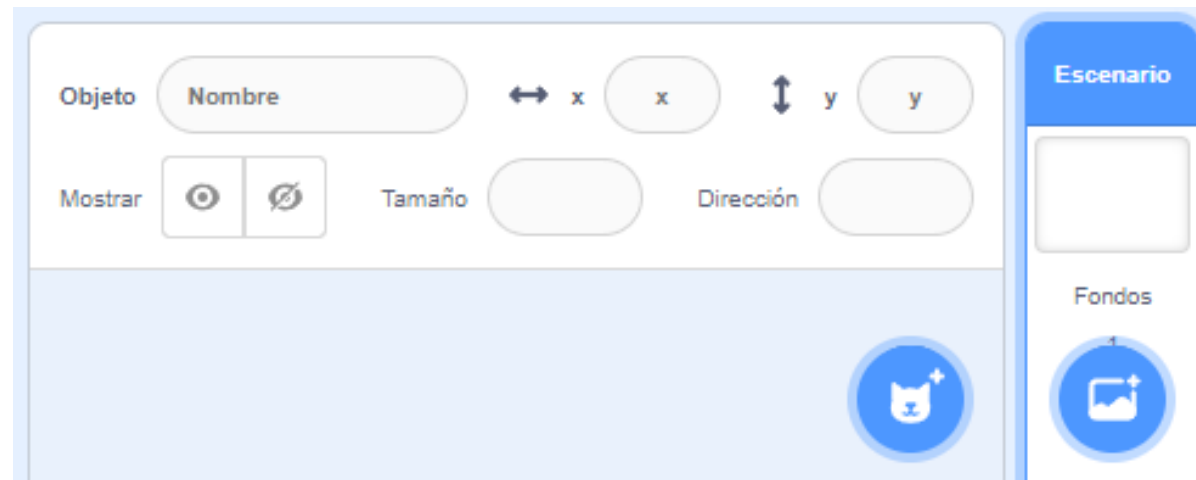 Objeto Nombre x x y y
Escenario
Mostrar Tamaño Dirección
Fondos
1